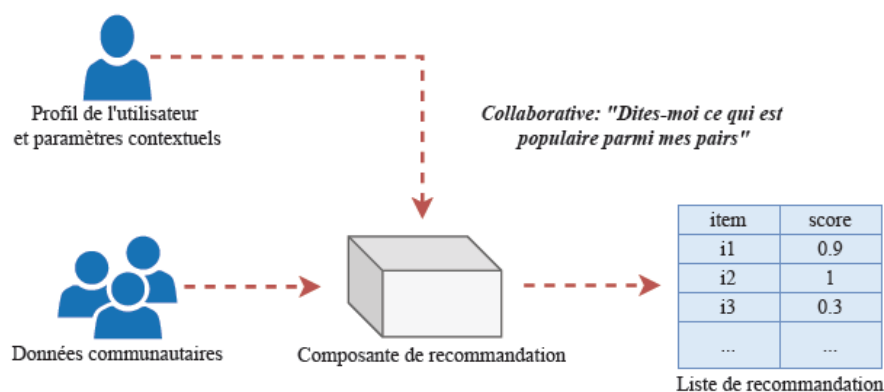 Profil de l'utilisateur
et paramètres contextuels
Collaborative: "Dites-moi ce qui est
populaire parmi mes pairs"
Données communautaires
Composante de recommandation
item score
i1 0.9
i2 1
i3 0.3
... ...
Liste de recommandation